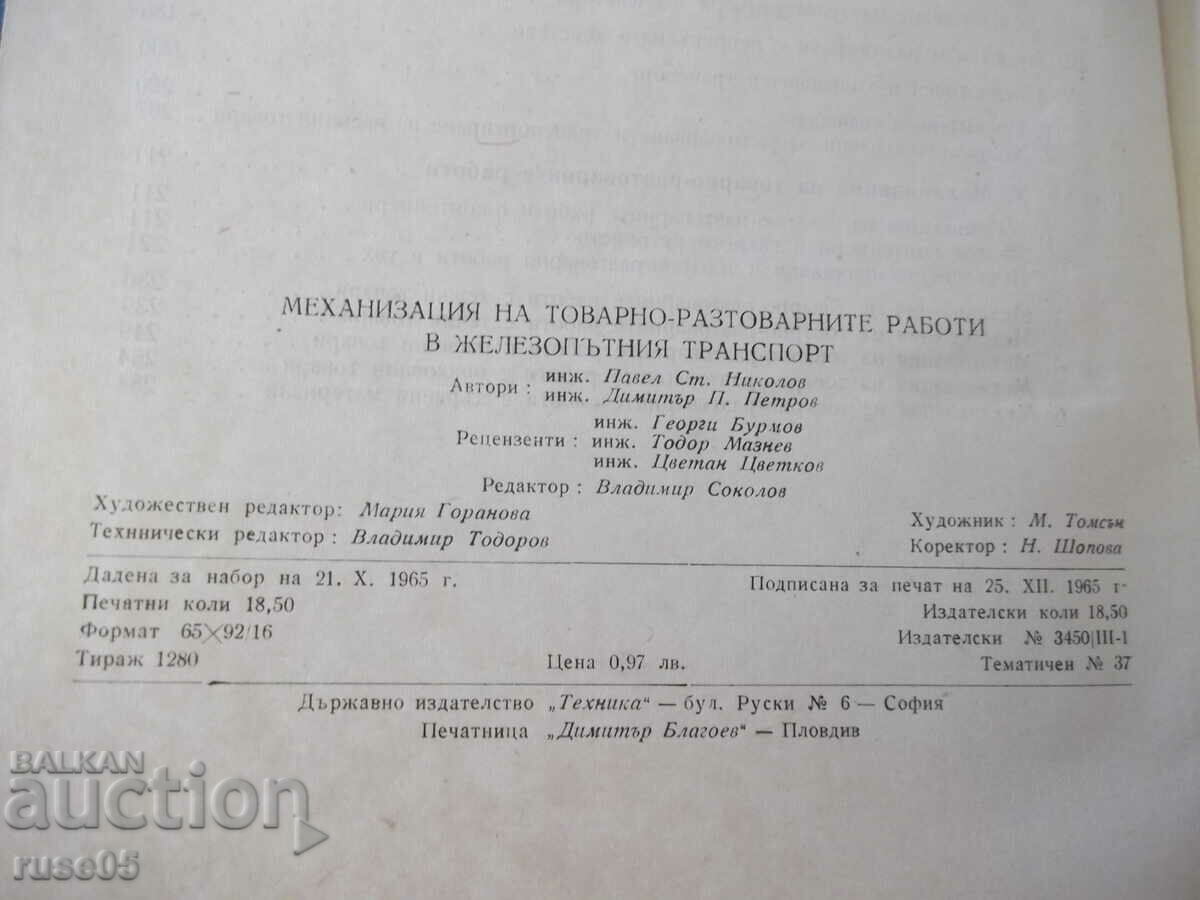 МЕХАНИЗАЦИЯ НА ТОВАРНО-РАЗТОВАРНИТЕ РАБОТИ
В ЖЕЛЕЗОПЪТНИЯ ТРАНСПОРТ
Автори: инж. Павел Ст. Николов
инж. Димитър П. Петров
инж. Георги Бурмов
Рецензенти: инж. Тодор Мазнев
инж. Цветан Цветков
Редактор: Владимир Соколов
Художествен редактор: Мария Горанова
Технически редактор: Владимир Тодоров
Художник: М. Томсън
Коректор: Н. Шопова
Дадена за набор на 21. X. 1965 г.
Подписана за печат на 25. XII. 1965 г.
Печатни коли 18,50
Издателски коли 18,50
Формат 65×92/16
Издателски № 3450|III-1
Тираж 1280
Цена 0,97 лв.
Тематичен № 37
Държавно издателство „Техника“ — бул. Руски № 6 — София
Печатница „Димитър Благоев“ — Пловдив
BALKAN
auction
ruse05